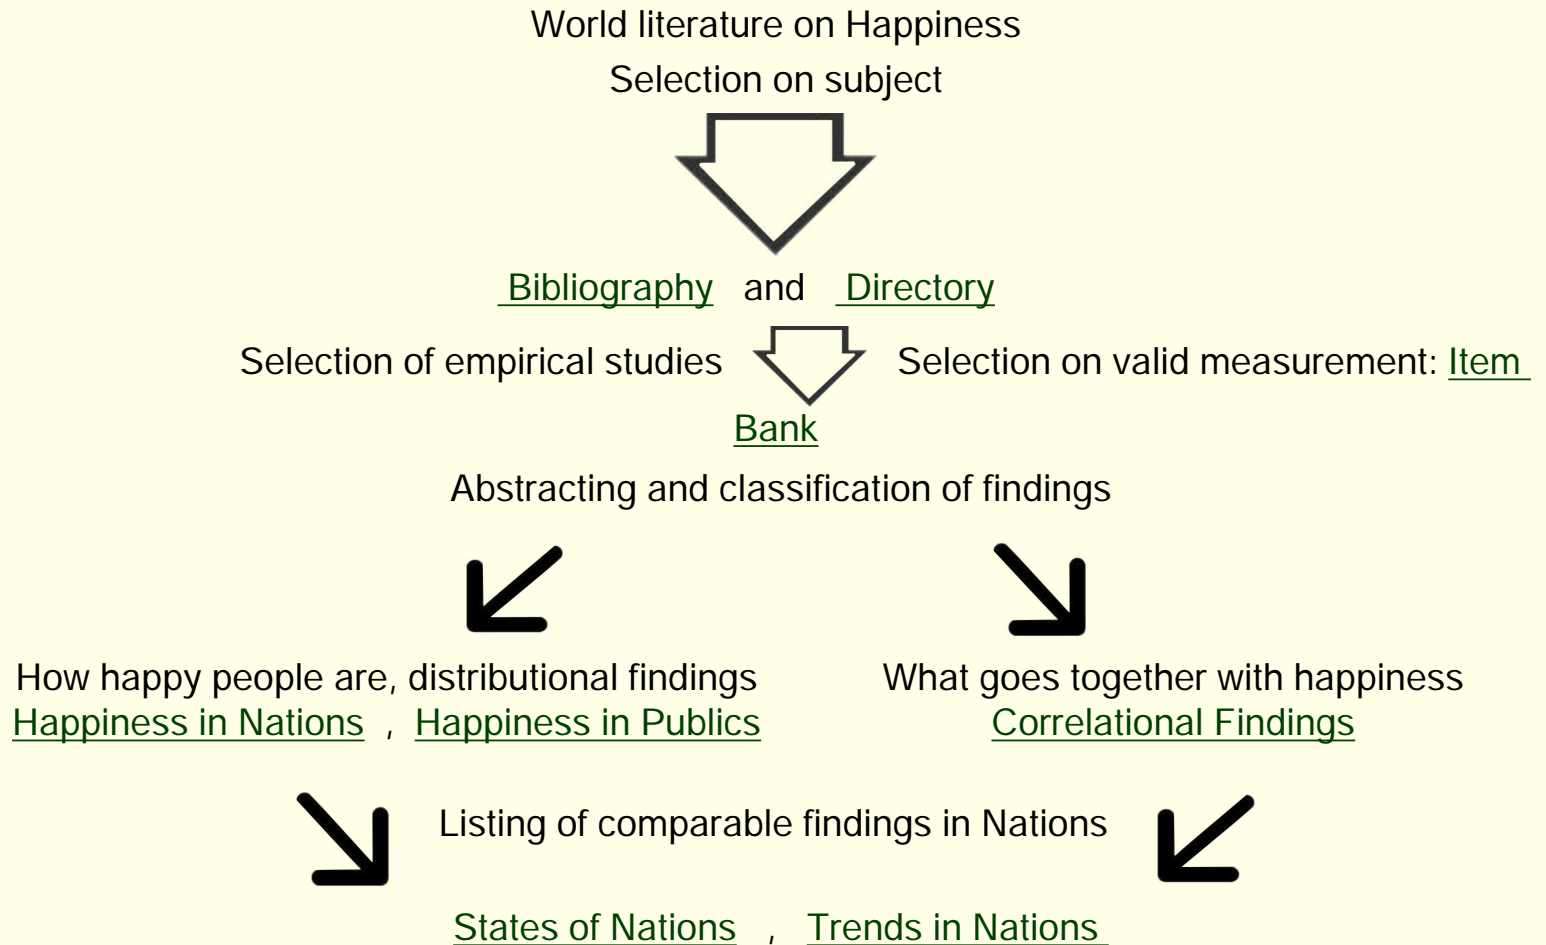 World literature on Happiness
Selection on subject
Bibliography and Directory
Selection of empirical studies Selection on valid measurement: Item
Bank
Abstracting and classification of findings
How happy people are, distributional findings
Happiness in Nations , Happiness in Publics
What goes together with happiness
Correlational Findings
Listing of comparable findings in Nations
States of Nations , Trends in Nations